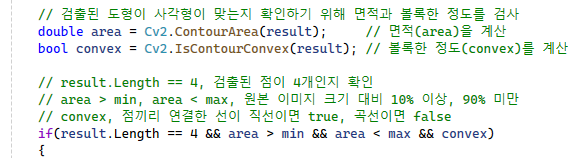 // 검출된 도형이 사각형이 맞는지 확인하기 위해 면적과 볼록한 정도를 검사
double area = Cv2.ContourArea(result);     // 면적(area)을 계산
bool convex = Cv2.IsContourConvex(result); // 볼록한 정도(convex)를 계산
// result.Length == 4, 검출된 점이 4개인지 확인
// area > min, area < max, 원본 이미지 크기 대비 10% 이상, 90% 미만
// convex, 점끼리 연결한 선이 직선이면 true, 곡선이면 false
if(result.Length == 4 && area > min && area < max && convex)
{